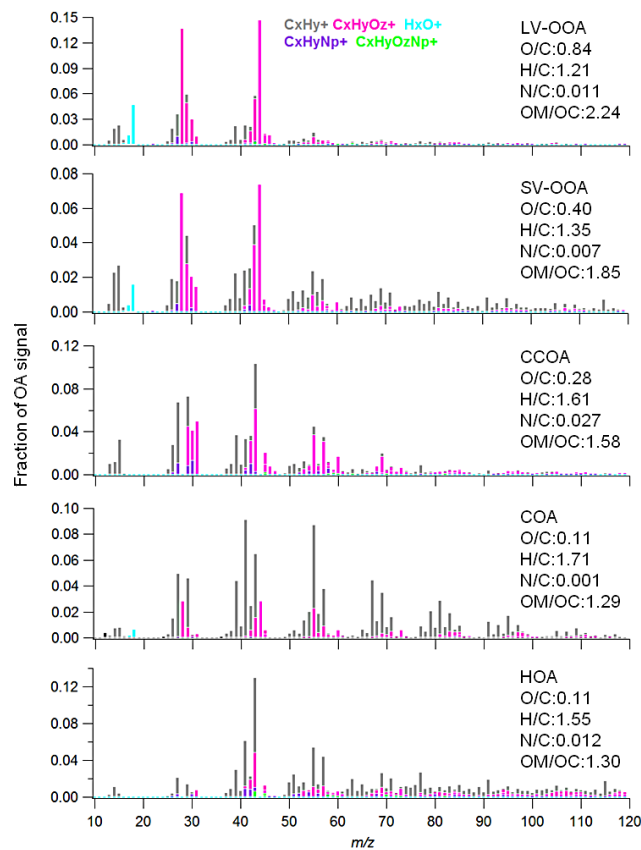 CxHy+ CxHyOz+ HxO+
CxHyNp+ CxHyOzNp+
LV-OOA
O/C:0.84
H/C:1.21
N/C:0.011
OM/OC:2.24
0.15
0.12
0.09
0.06
0.03
0.00
SV-OOA
O/C:0.40
H/C:1.35
N/C:0.007
OM/OC:1.85
0.08
0.06
0.04
0.02
0.00
Fraction of OA signal
CCOA
O/C:0.28
H/C:1.61
N/C:0.027
OM/OC:1.58
0.12
0.08
0.04
0.00
COA
O/C:0.11
H/C:1.71
N/C:0.001
OM/OC:1.29
0.10
0.08
0.06
0.04
0.02
0.00
HOA
O/C:0.11
H/C:1.55
N/C:0.012
OM/OC:1.30
0.12
0.08
0.04
0.00
10 20 30 40 50 60 70 80 90 100 110 120
m/z